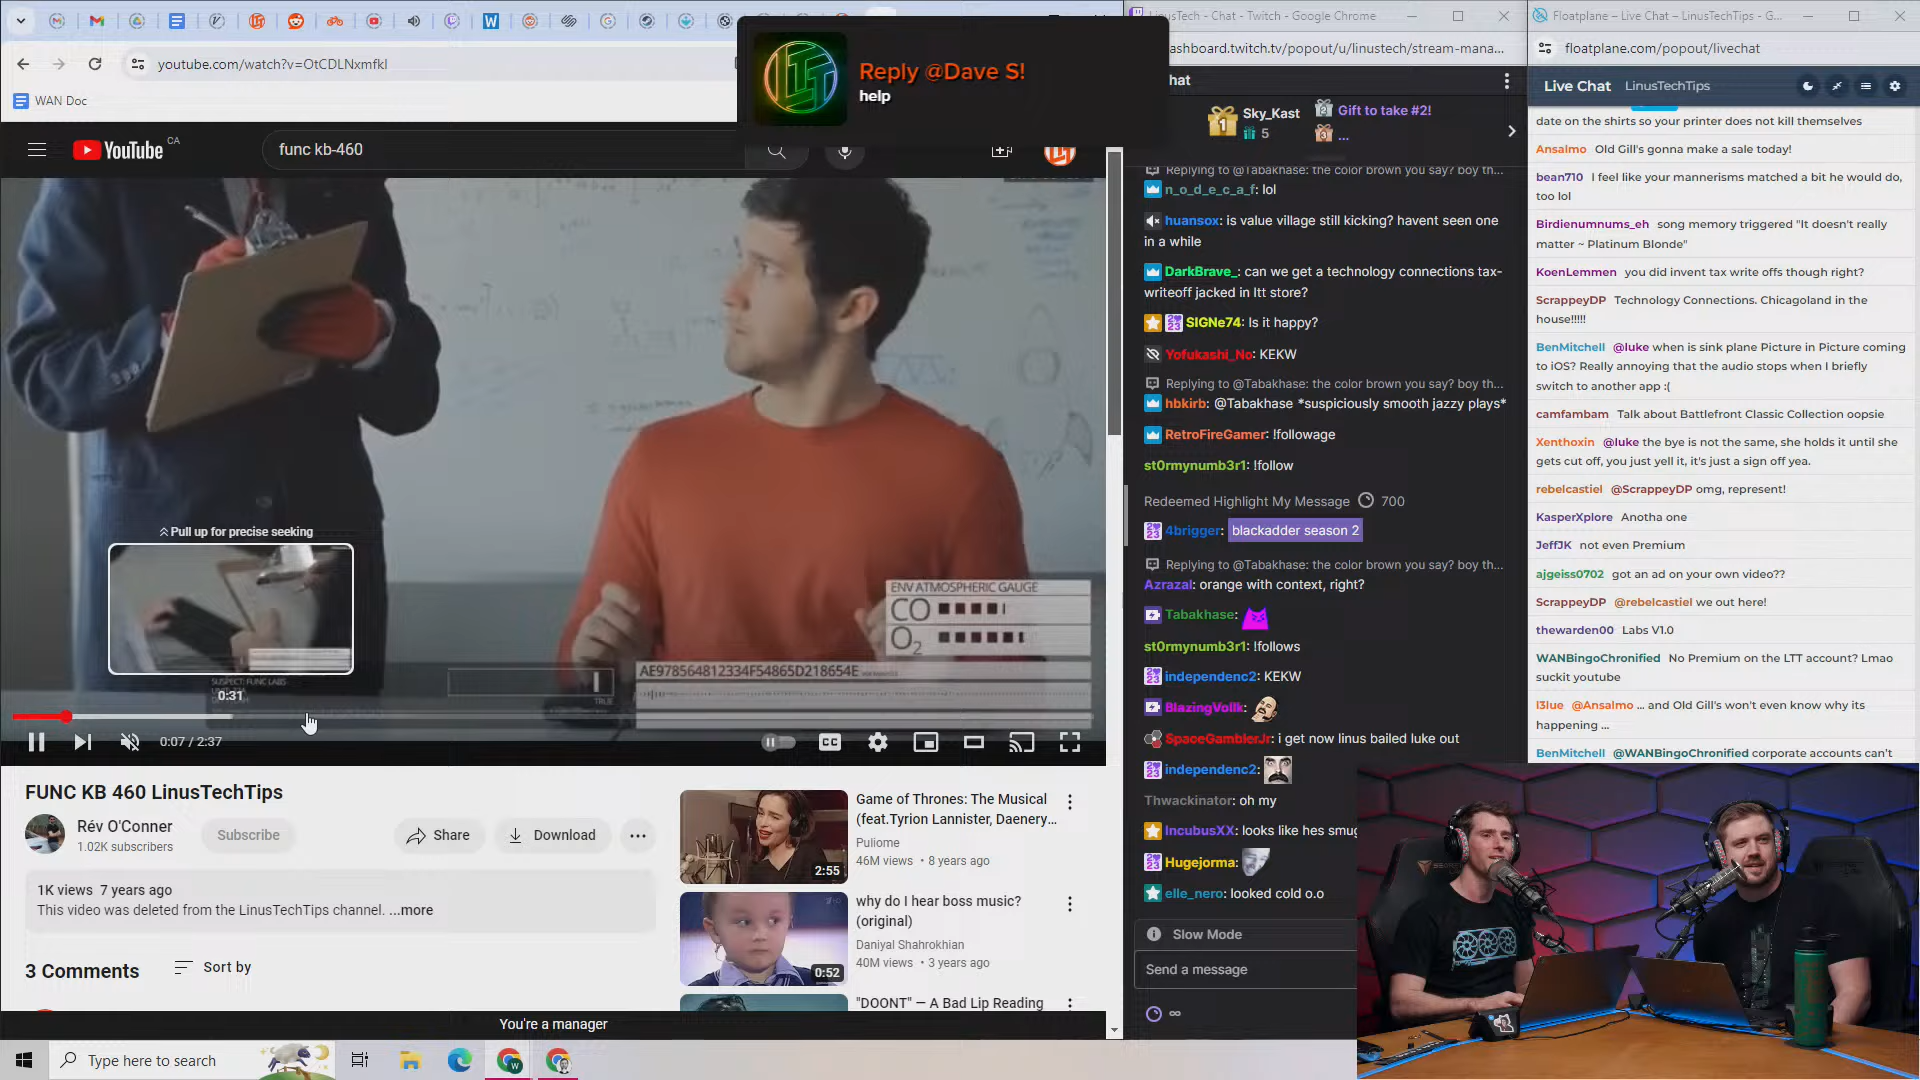 youtube.com/watch?v=OtCDLNxmfkI
WAN Doc
Reply @Dave S!
help
YouTube CA
func kb-460
Pull up for precise seeking
0:31
ENV ATMOSPHERIC GAUGE
CO
O2
AE978564812334F54865D218654E
SUSPECT: FUNC LABS
TRUE
0:07 / 2:37
CC
FUNC KB 460 LinusTechTips
Rév O'Conner
1.02K subscribers
Subscribe
Share
Download
1K views 7 years ago
This video was deleted from the LinusTechTips channel. ...more
3 Comments
Sort by
Game of Thrones: The Musical
(feat.Tyrion Lannister, Daenery...
Puliome
46M views • 8 years ago
2:55
why do I hear boss music?
(original)
Daniyal Shahrokhian
40M views • 3 years ago
0:52
"DOONT" — A Bad Lip Reading
You're a manager
Type here to search
LinusTech - Chat - Twitch - Google Chrome
ashboard.twitch.tv/popout/u/linustech/stream-mana...
hat
1
Sky_Kast
5
2
Gift to take #2!
3
...
Replying to @Tabakhase: the color brown you say? boy th...
n_o_d_e_c_a_f: lol
huansox: is value village still kicking? havent seen one
in a while
DarkBrave_: can we get a technology connections tax-
writeoff jacked in ltt store?
SIGNe74: Is it happy?
Yofukashi_No: KEKW
Replying to @Tabakhase: the color brown you say? boy th...
hbkirb: @Tabakhase *suspiciously smooth jazzy plays*
RetroFireGamer: !followage
st0rmynumb3r1: !follow
Redeemed Highlight My Message 700
4brigger: blackadder season 2
Replying to @Tabakhase: the color brown you say? boy th...
Azrazal: orange with context, right?
Tabakhase:
st0rmynumb3r1: !follows
independenc2: KEKW
BlazingVollk:
SpaceGamblerJr: i get now linus bailed luke out
independenc2:
Thwackinator: oh my
IncubusXX: looks like hes smug
Hugejorma:
elle_nero: looked cold o.o
Slow Mode
Send a message
∞
Floatplane – Live Chat – LinusTechTips - G...
floatplane.com/popout/livechat
Live Chat LinusTechTips
date on the shirts so your printer does not kill themselves
Ansalmo Old Gill's gonna make a sale today!
bean710 I feel like your mannerisms matched a bit he would do,
too lol
Birdienumnums_eh song memory triggered "It doesn't really
matter ~ Platinum Blonde"
KoenLemmen you did invent tax write offs though right?
ScrappeyDP Technology Connections. Chicagoland in the
house!!!!!
BenMitchell @luke when is sink plane Picture in Picture coming
to iOS? Really annoying that the audio stops when I briefly
switch to another app :(
camfambam Talk about Battlefront Classic Collection oopsie
Xenthoxin @luke the bye is not the same, she holds it until she
gets cut off, you just yell it, it's just a sign off yea.
rebelcastiel @ScrappeyDP omg, represent!
KasperXplore Anotha one
JeffJK not even Premium
ajgeiss0702 got an ad on your own video??
ScrappeyDP @rebelcastiel we out here!
thewarden00 Labs V1.0
WANBingoChronified No Premium on the LTT account? Lmao
suckit youtube
l3lue @Ansalmo ... and Old Gill's won't even know why its
happening ...
BenMitchell @WANBingoChronified corporate accounts can't